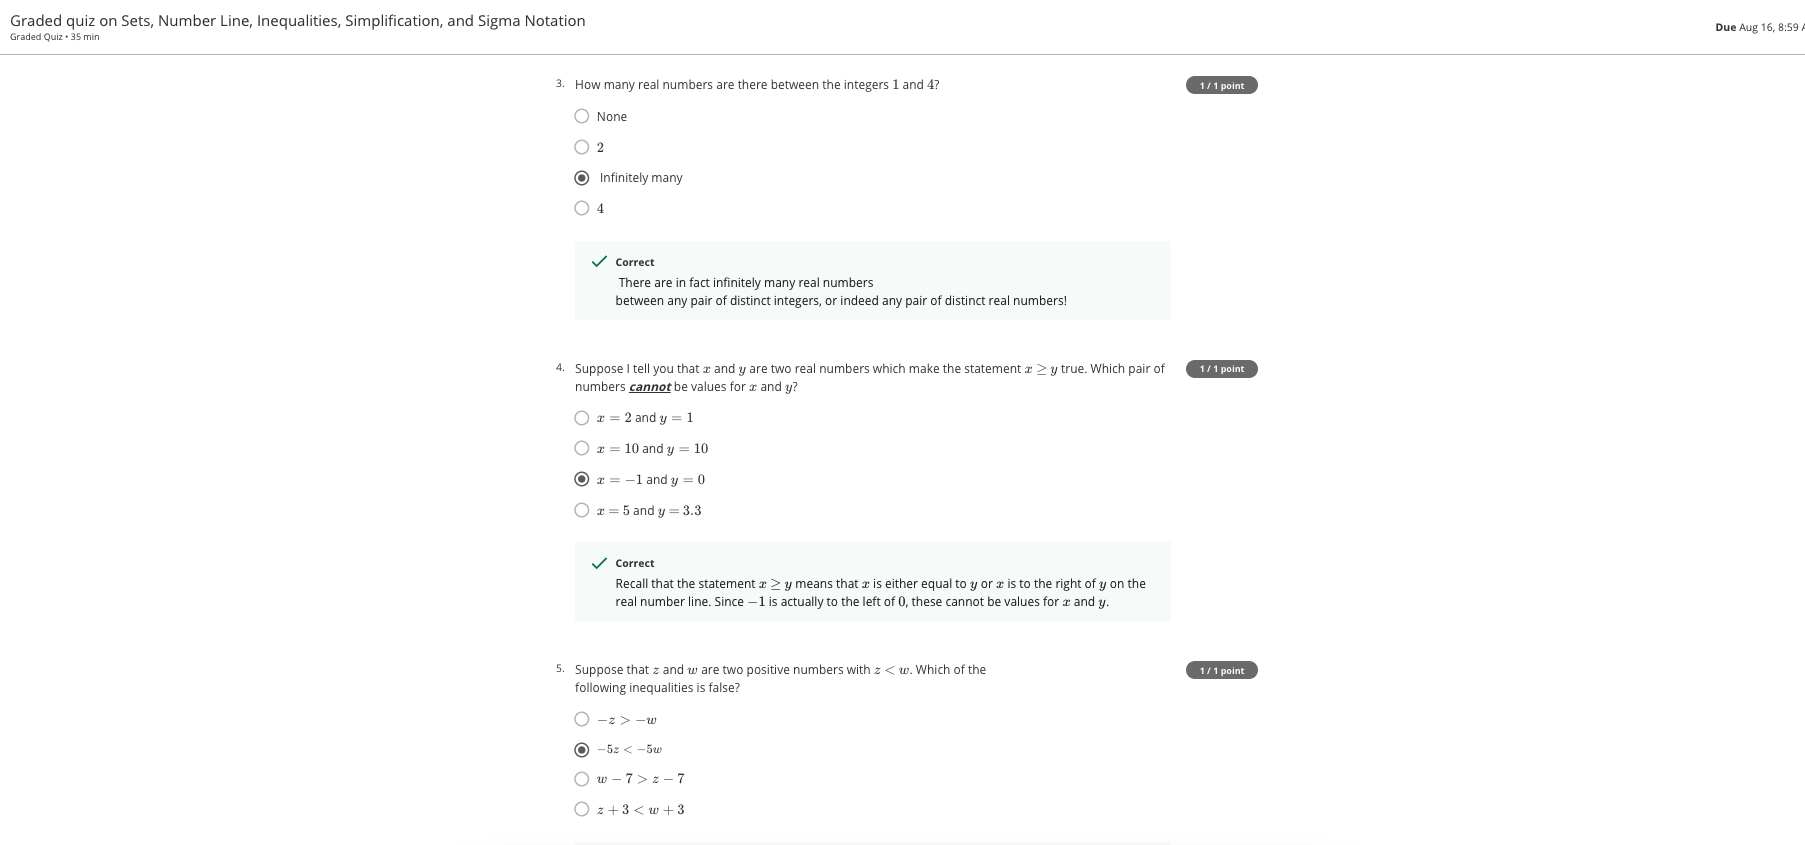 Graded quiz on Sets, Number Line, Inequalities, Simplification, and Sigma Notation
Graded Quiz • 35 min
Due Aug 16, 8:59 A
3. How many real numbers are there between the integers 1 and 4?
1 / 1 point
None
2
Infinitely many
4
Correct
There are in fact infinitely many real numbers
between any pair of distinct integers, or indeed any pair of distinct real numbers!
4. Suppose I tell you that x and y are two real numbers which make the statement x ≥ y true. Which pair of
1 / 1 point
numbers cannot be values for x and y?
x = 2 and y = 1
x = 10 and y = 10
x = −1 and y = 0
x = 5 and y = 3.3
Correct
Recall that the statement x ≥ y means that x is either equal to y or x is to the right of y on the
real number line. Since −1 is actually to the left of 0, these cannot be values for x and y.
5. Suppose that z and w are two positive numbers with z < w. Which of the
1 / 1 point
following inequalities is false?
−z > −w
−5z < −5w
w − 7 > z − 7
z + 3 < w + 3